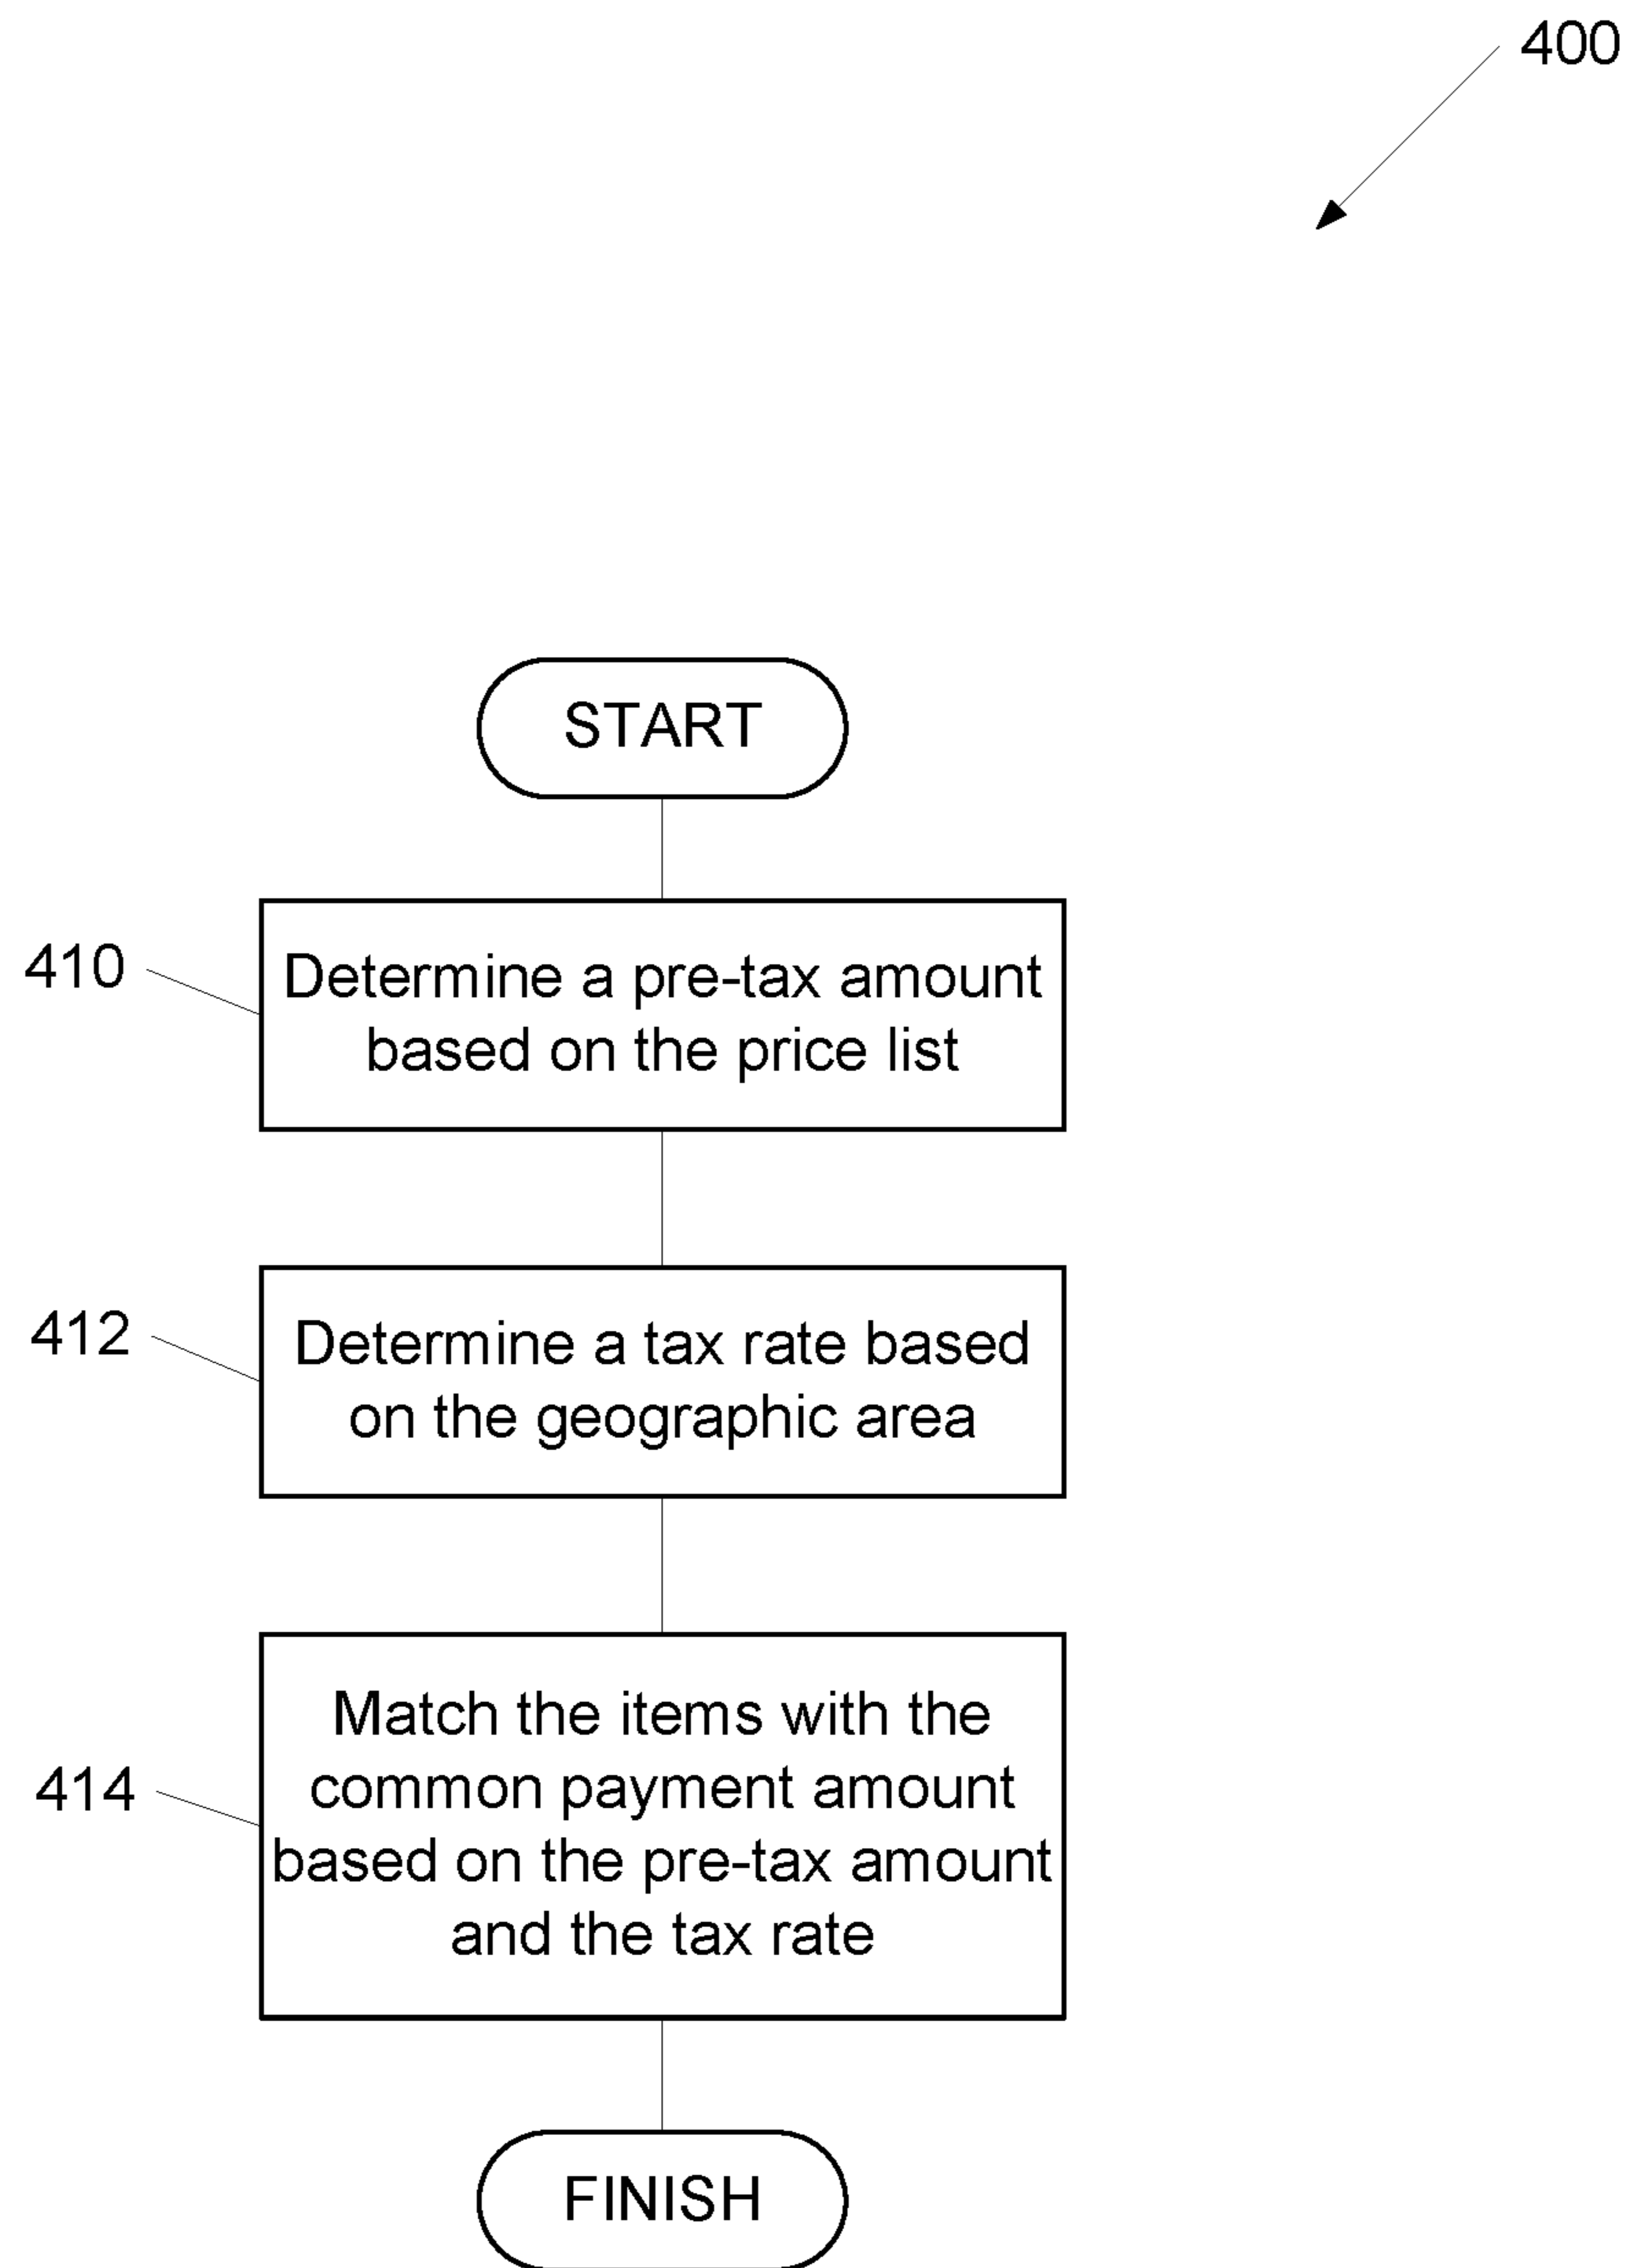 400
START
410
Determine a pre-tax amount
based on the price list
412
Determine a tax rate based
on the geographic area
414
Match the items with the
common payment amount
based on the pre-tax amount
and the tax rate
FINISH